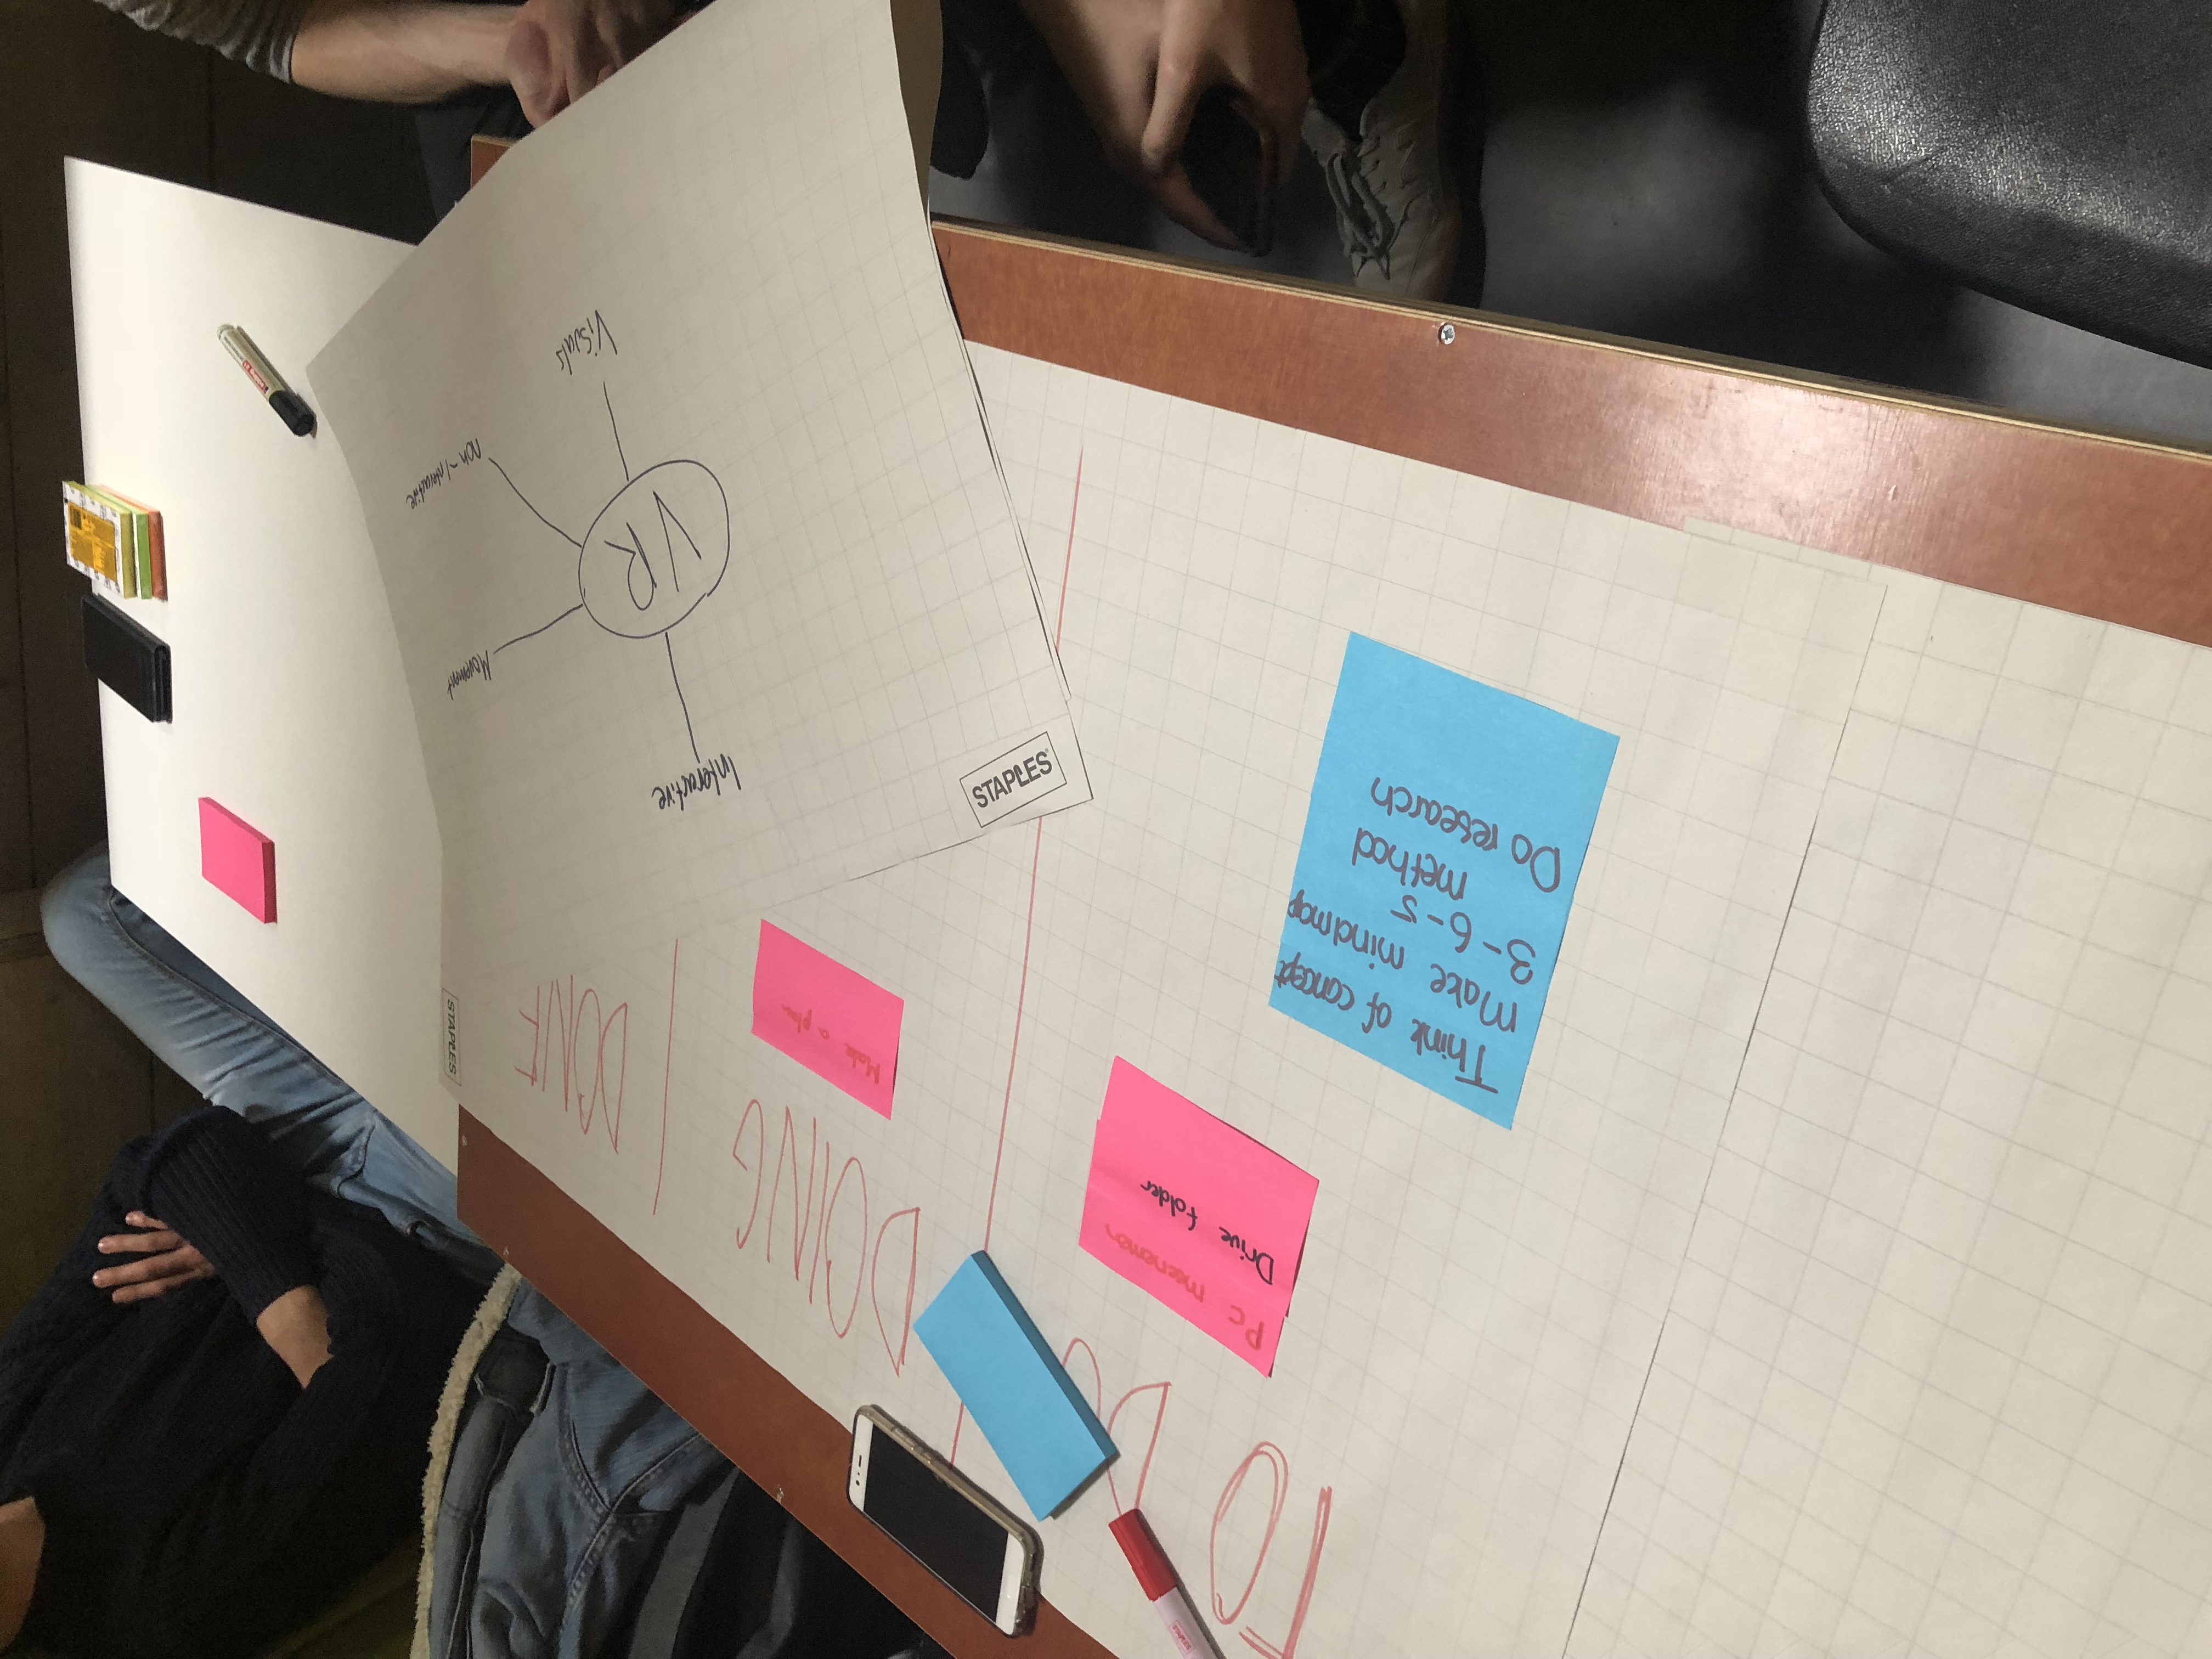 TO DO
DOING
DONE
Pc
Drive folder
Make a plan
Think of concept
Make mindmap
3-6-5
method
Do research
STAPLES
STAPLES
VR
Interactive
Movement
non-interactive
Visuals